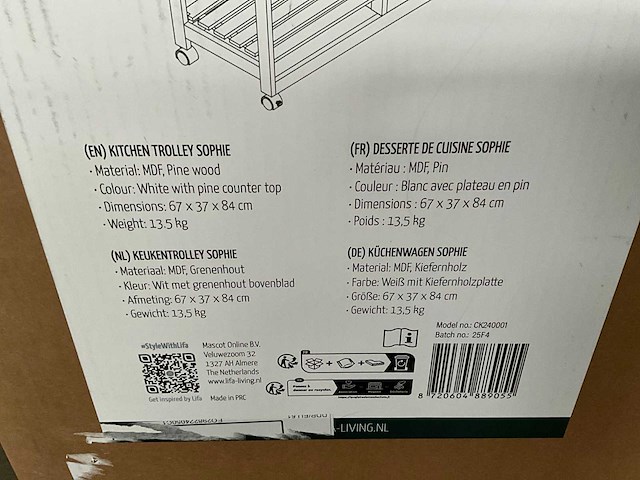 (EN) KITCHEN TROLLEY SOPHIE
· Material: MDF, Pine wood
· Colour: White with pine counter top
· Dimensions: 67 x 37 x 84 cm
· Weight: 13.5 kg
(FR) DESSERTE DE CUISINE SOPHIE
· Matériau : MDF, Pin
· Couleur : Blanc avec plateau en pin
· Dimensions : 67 x 37 x 84 cm
· Poids : 13,5 kg
(NL) KEUKENTROLLEY SOPHIE
· Materiaal: MDF, Grenenhout
· Kleur: Wit met grenenhout bovenblad
· Afmeting: 67 x 37 x 84 cm
· Gewicht: 13,5 kg
(DE) KÜCHENWAGEN SOPHIE
· Material: MDF, Kiefernholz
· Farbe: Weiß mit Kiefernholzplatte
· Größe: 67 x 37 x 84 cm
· Gewicht: 13,5 kg
#StyleWithLifa
Get inspired by Lifa
Mascot Online B.V.
Veluwezoom 32
1327 AH Almere
The Netherlands
www.lifa-living.nl
Made in PRC
Model no.: CK240001
Batch no.: 25F4
8 720604 889055
-LIVING.NL